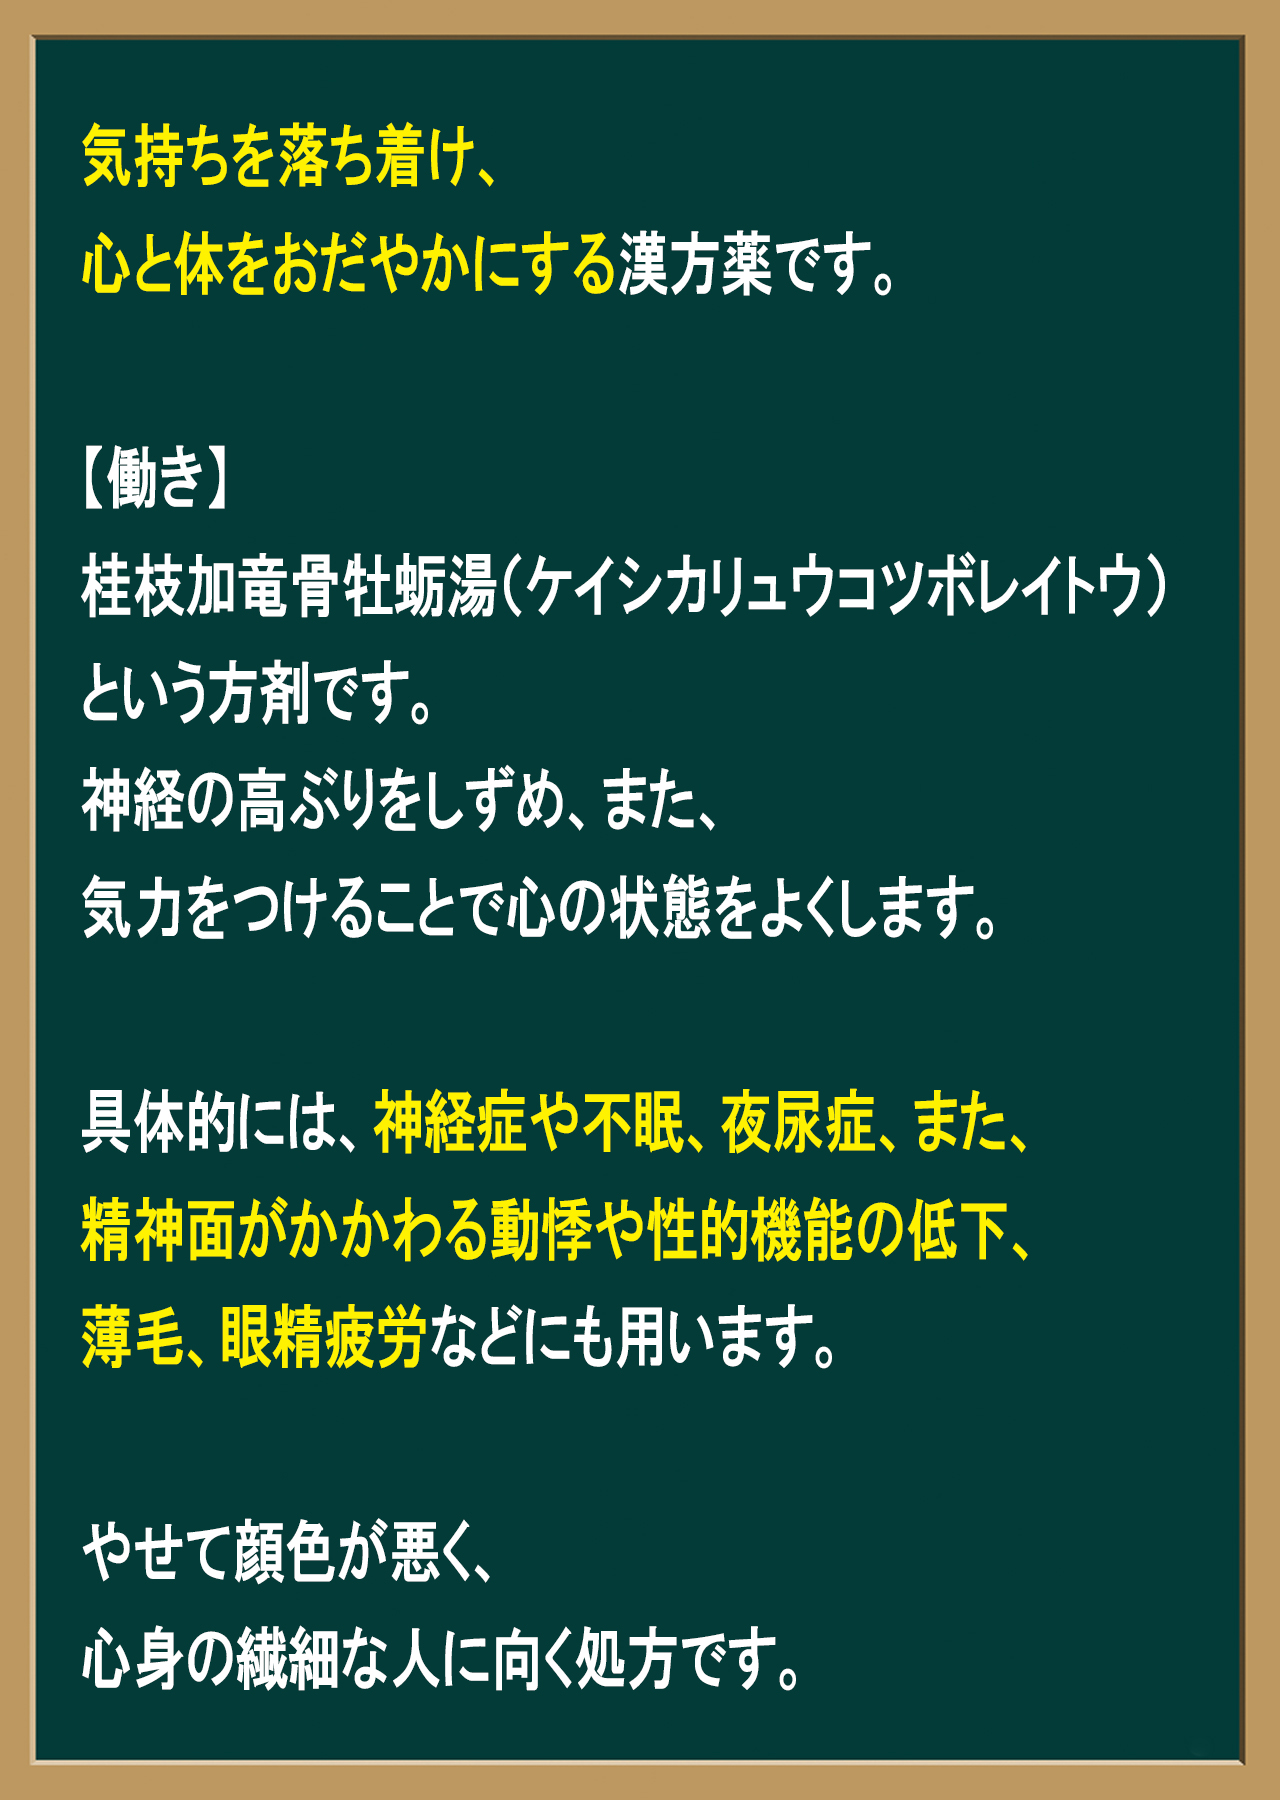 気持ちを落ち着け、
心と体をおだやかにする漢方薬です。
【働き】
桂枝加竜骨牡蛎湯（ケイシカリュウコツボレイトウ）
という方剤です。
神経の高ぶりをしずめ、また、
気力をつけることで心の状態をよくします。
具体的には、神経症や不眠、夜尿症、また、
精神面がかかわる動悸や性的機能の低下、
薄毛、眼精疲労などにも用います。
やせて顔色が悪く、
心身の繊細な人に向く処方です。